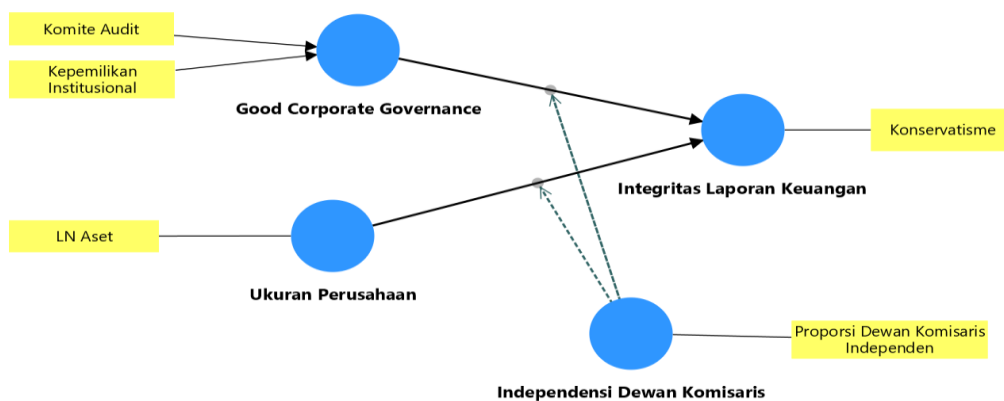 Komite Audit
Kepemilikan
Institusional
Good Corporate Governance
Konservatisme
Integritas Laporan Keuangan
LN Aset
Ukuran Perusahaan
Proporsi Dewan Komisaris
Independen
Independensi Dewan Komisaris